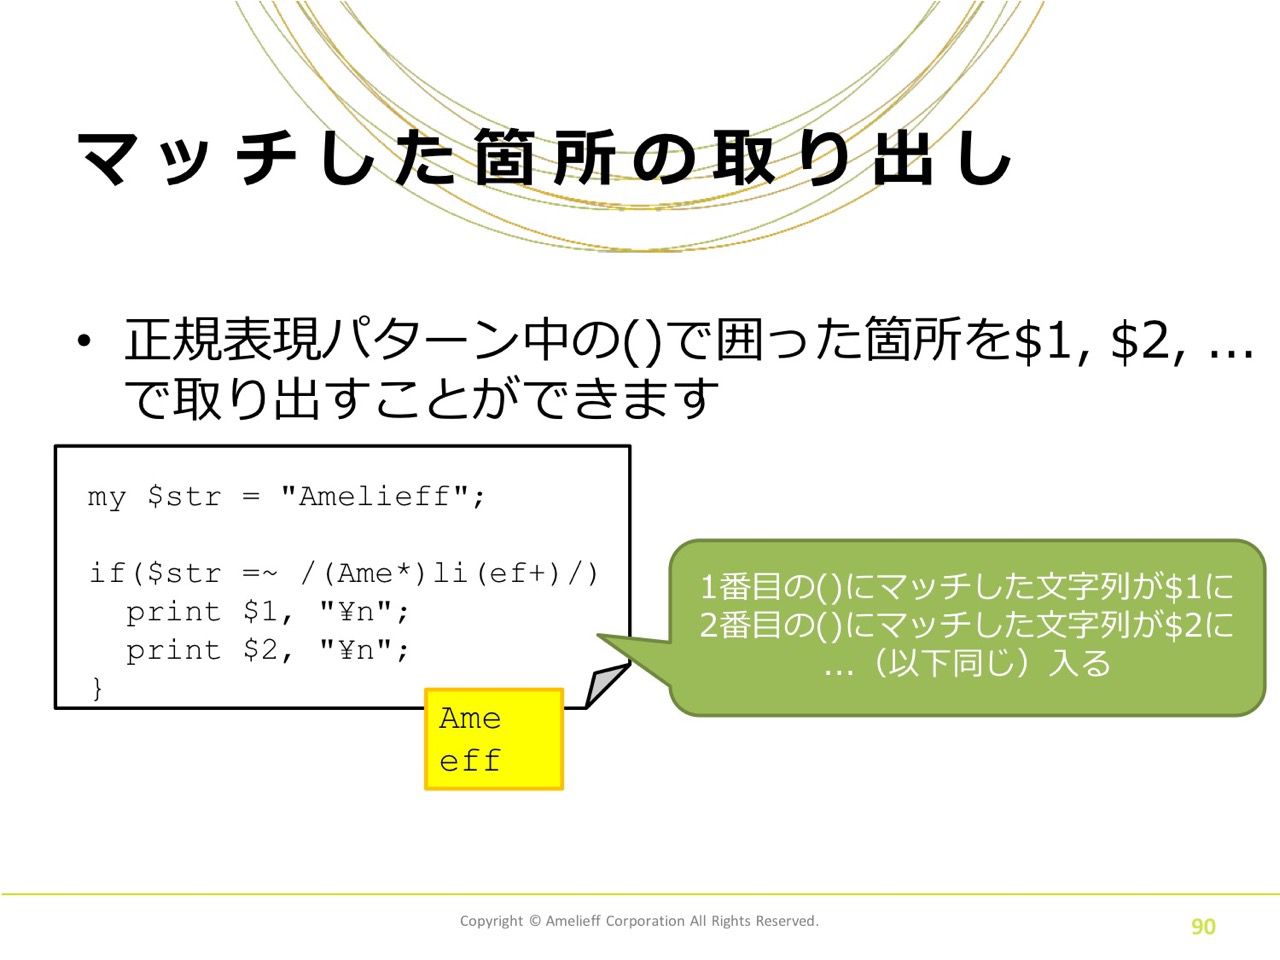 マッチした箇所の取り出し
• 正規表現パターン中の()で囲った箇所を$1, $2, ...
で取り出すことができます
my $str = "Amelieff";
if($str =~ /(Ame*)li(ef+)/)
print $1, "¥n";
print $2, "¥n";
}
Ame
eff
1番目の()にマッチした文字列が$1に
2番目の()にマッチした文字列が$2に
...（以下同じ）入る
Copyright © Amelieff Corporation All Rights Reserved.
90